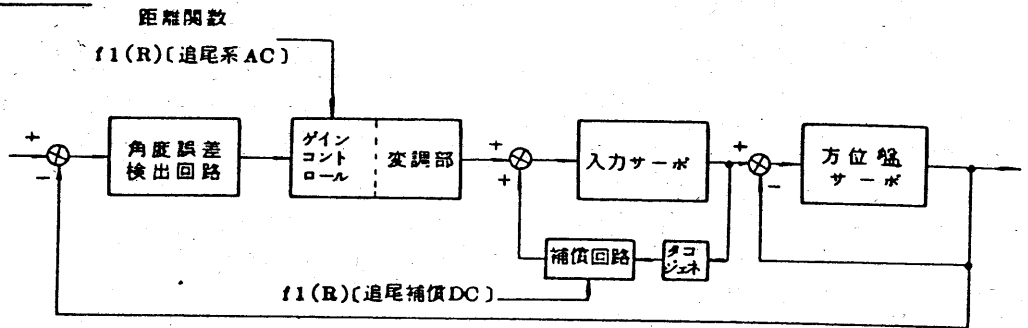 距離関数
f1(R)〔追尾系AC〕
角度誤差
検出回路
ゲイン
コント
ロール
変調部
入力サーボ
方位盤
サーボ
補償回路
タコ
ジェネ
f1(R)〔追尾補償DC〕
+
-
+
+
+
-